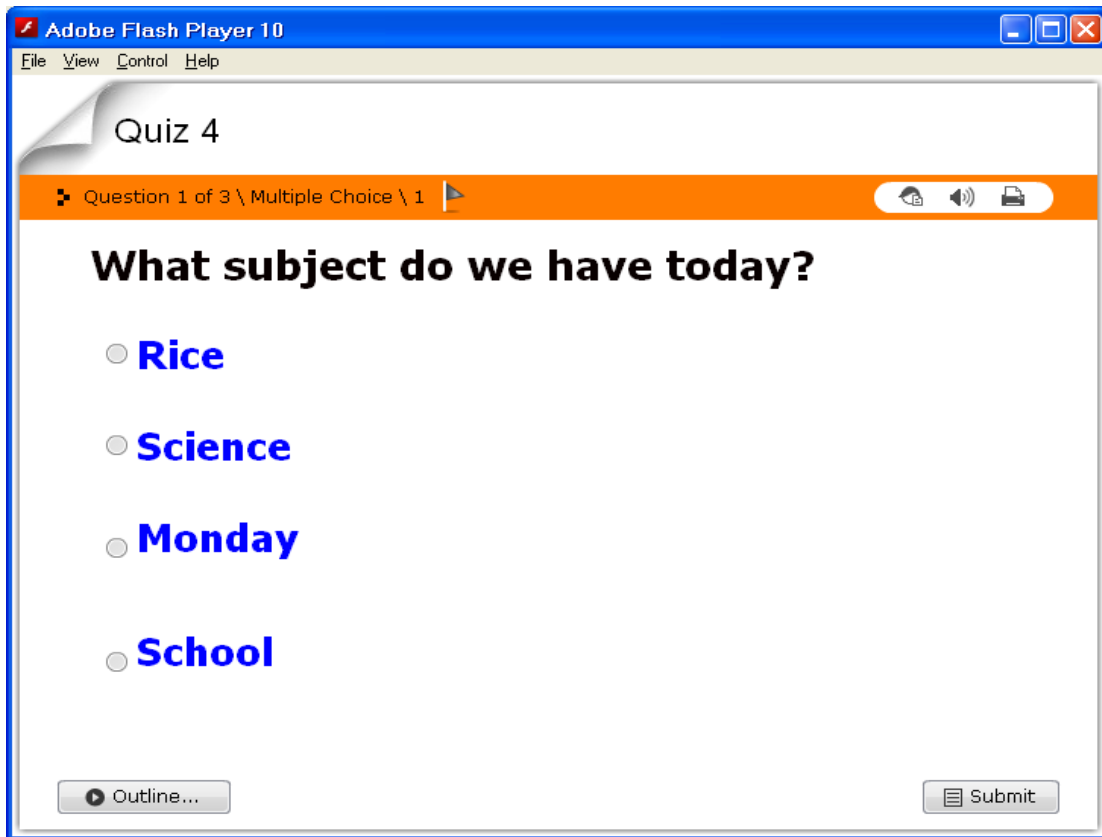 Adobe Flash Player 10
File View Control Help
Quiz 4
Question 1 of 3 \ Multiple Choice \ 1
What subject do we have today?
Rice
Science
Monday
School
Outline...
Submit